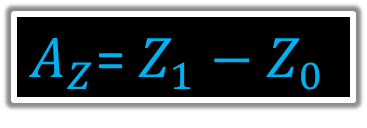 A_Z = Z_1 − Z_0